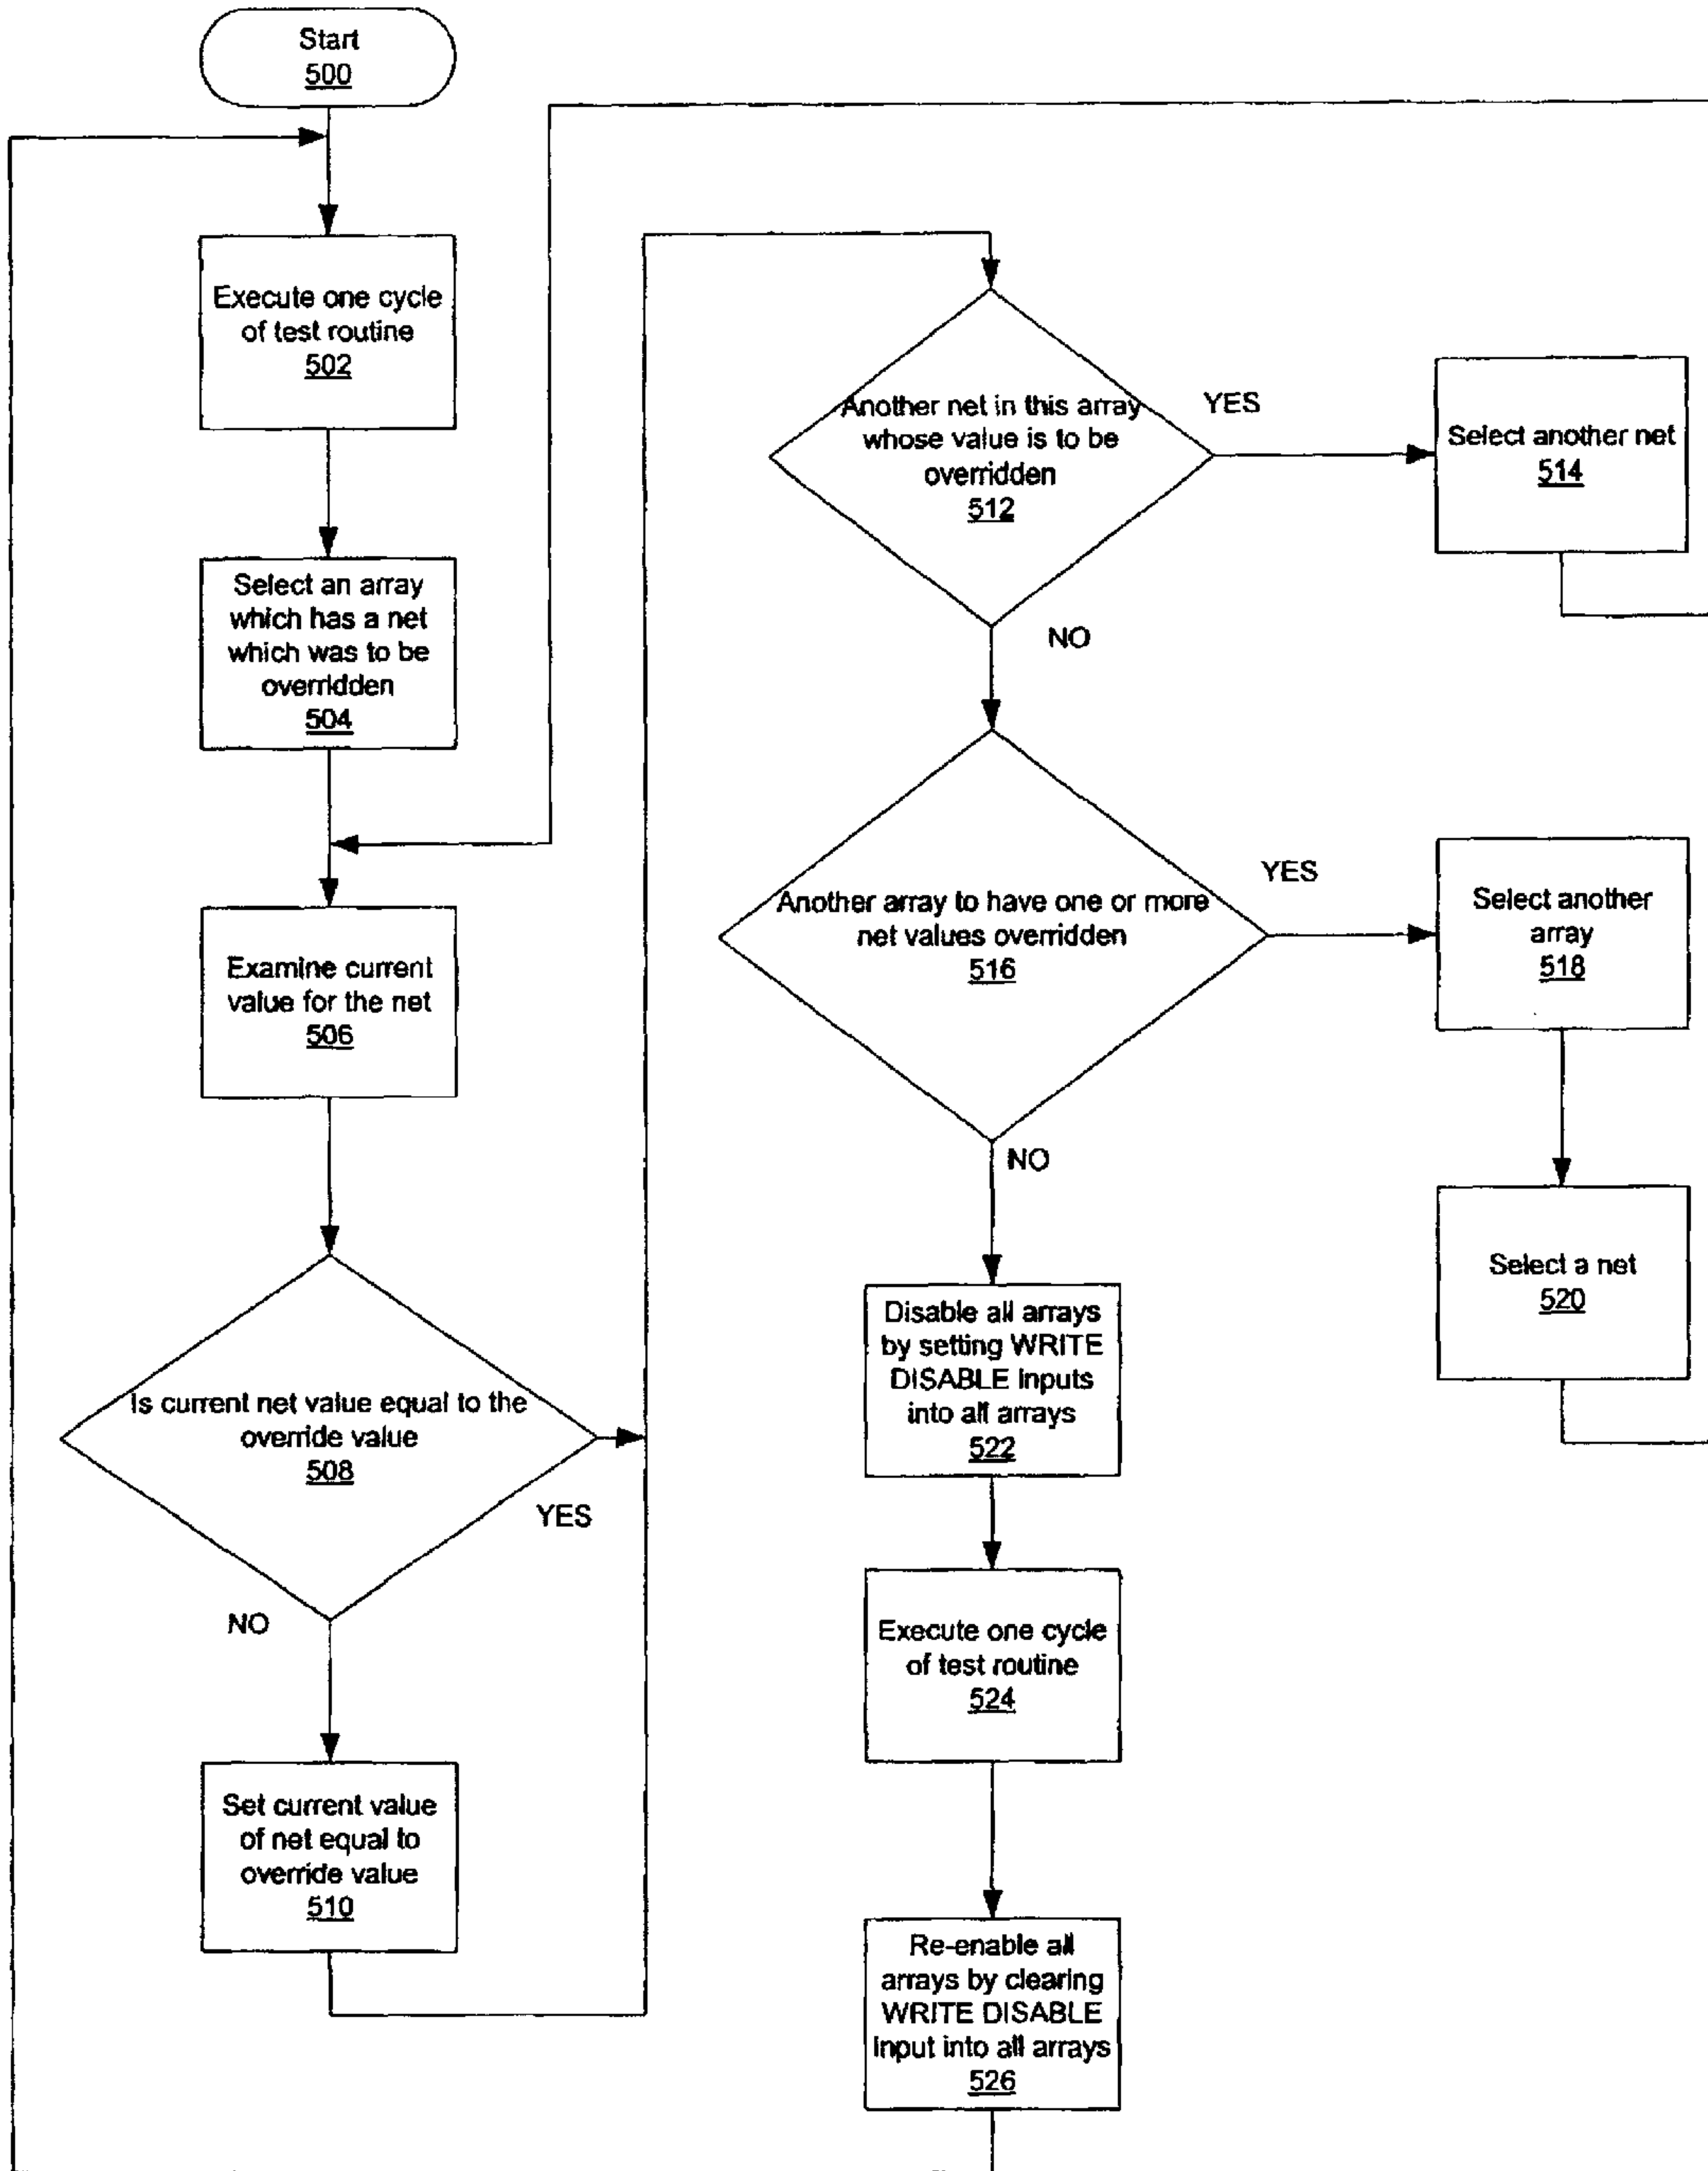 Start
500
Execute one cycle
of test routine
502
Select an array
which has a net
which was to be
overridden
504
Examine current
value for the net
506
Is current net value equal to the
override value
508
YES
NO
Set current value
of net equal to
override value
510
Another net in this array
whose value is to be
overridden
512
YES
NO
Select another net
514
Another array to have one or more
net values overridden
516
YES
NO
Select another
array
518
Select a net
520
Disable all arrays
by setting WRITE
DISABLE inputs
into all arrays
522
Execute one cycle
of test routine
524
Re-enable all
arrays by clearing
WRITE DISABLE
input into all arrays
526